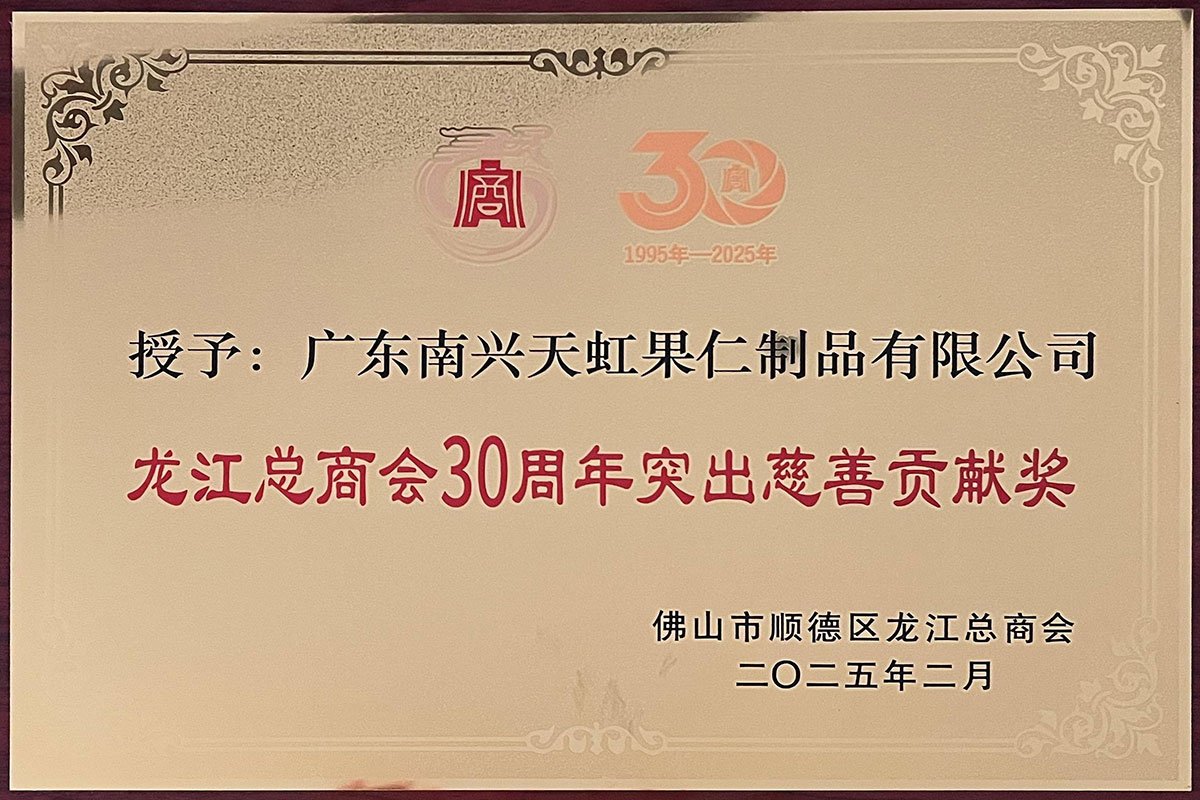 商
30
商
1995年—2025年
授予：广东南兴天虹果仁制品有限公司
龙江总商会30周年突出慈善贡献奖
佛山市顺德区龙江总商会
二〇二五年二月